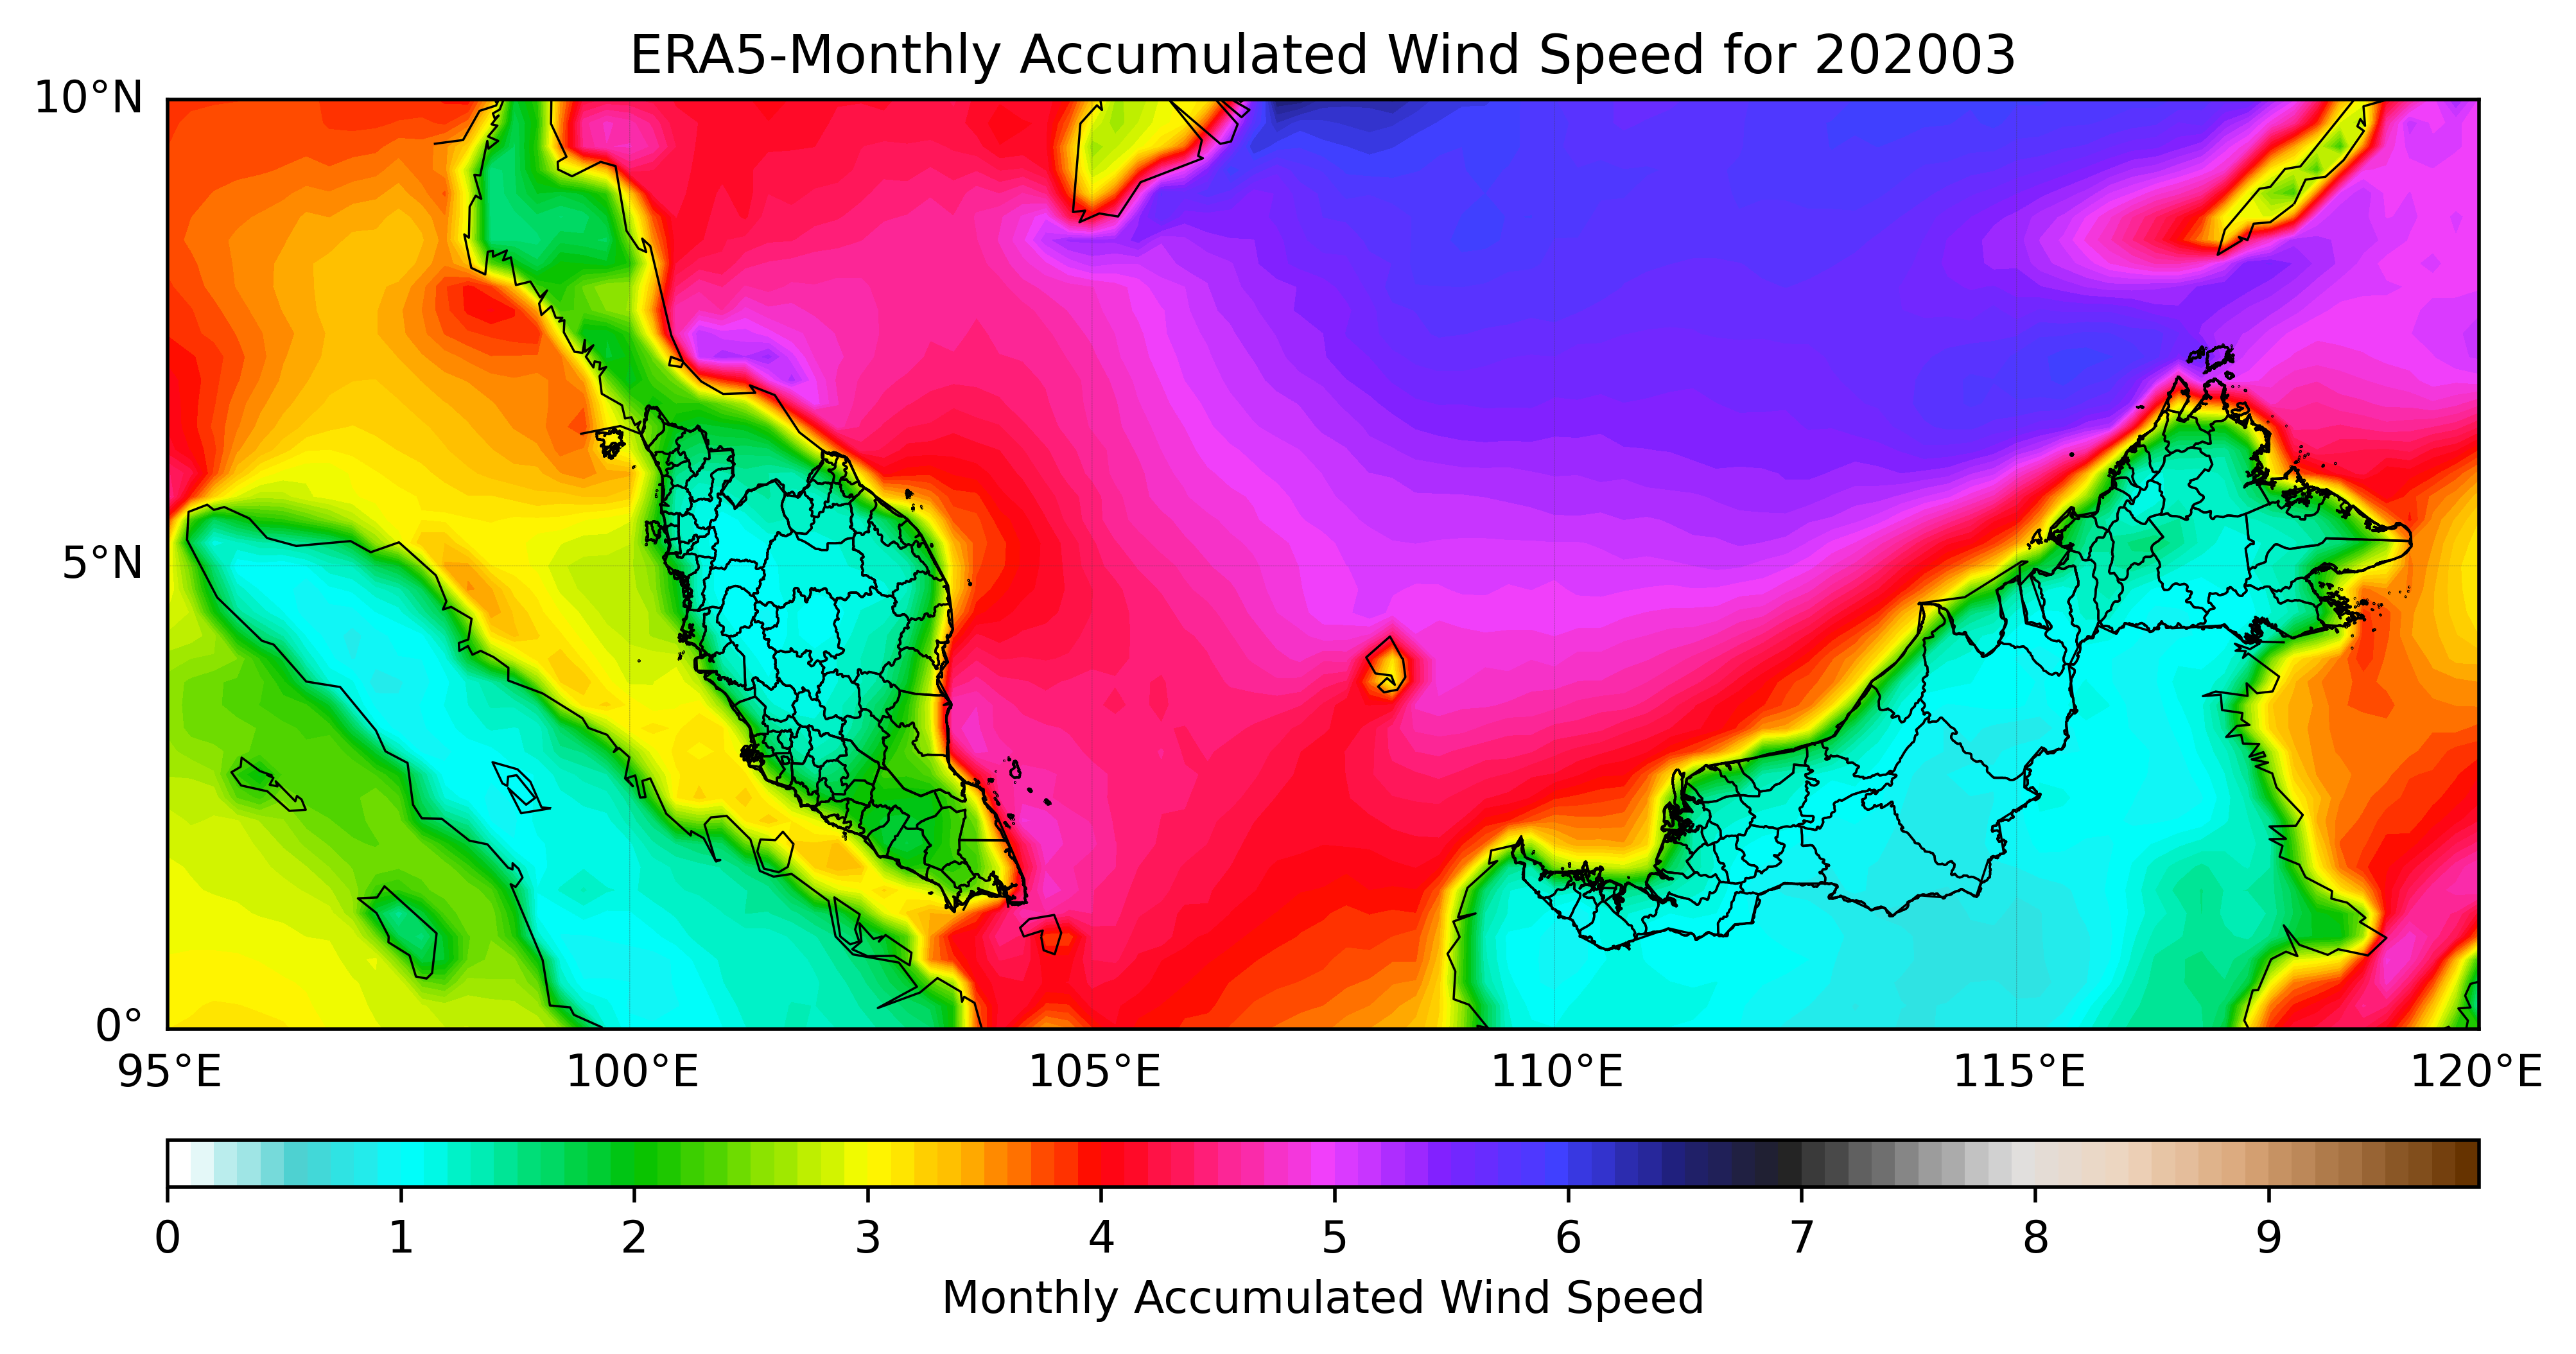 ERA5-Monthly Accumulated Wind Speed for 202003
10°N
5°N
0°
95°E 100°E 105°E 110°E 115°E 120°E
0 1 2 3 4 5 6 7 8 9
Monthly Accumulated Wind Speed